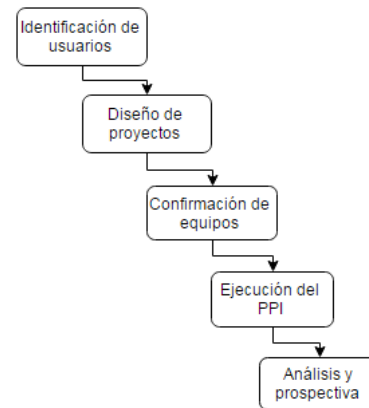 Identificación de
usuarios
Diseño de
proyectos
Confirmación de
equipos
Ejecución del
PPI
Análisis y
prospectiva